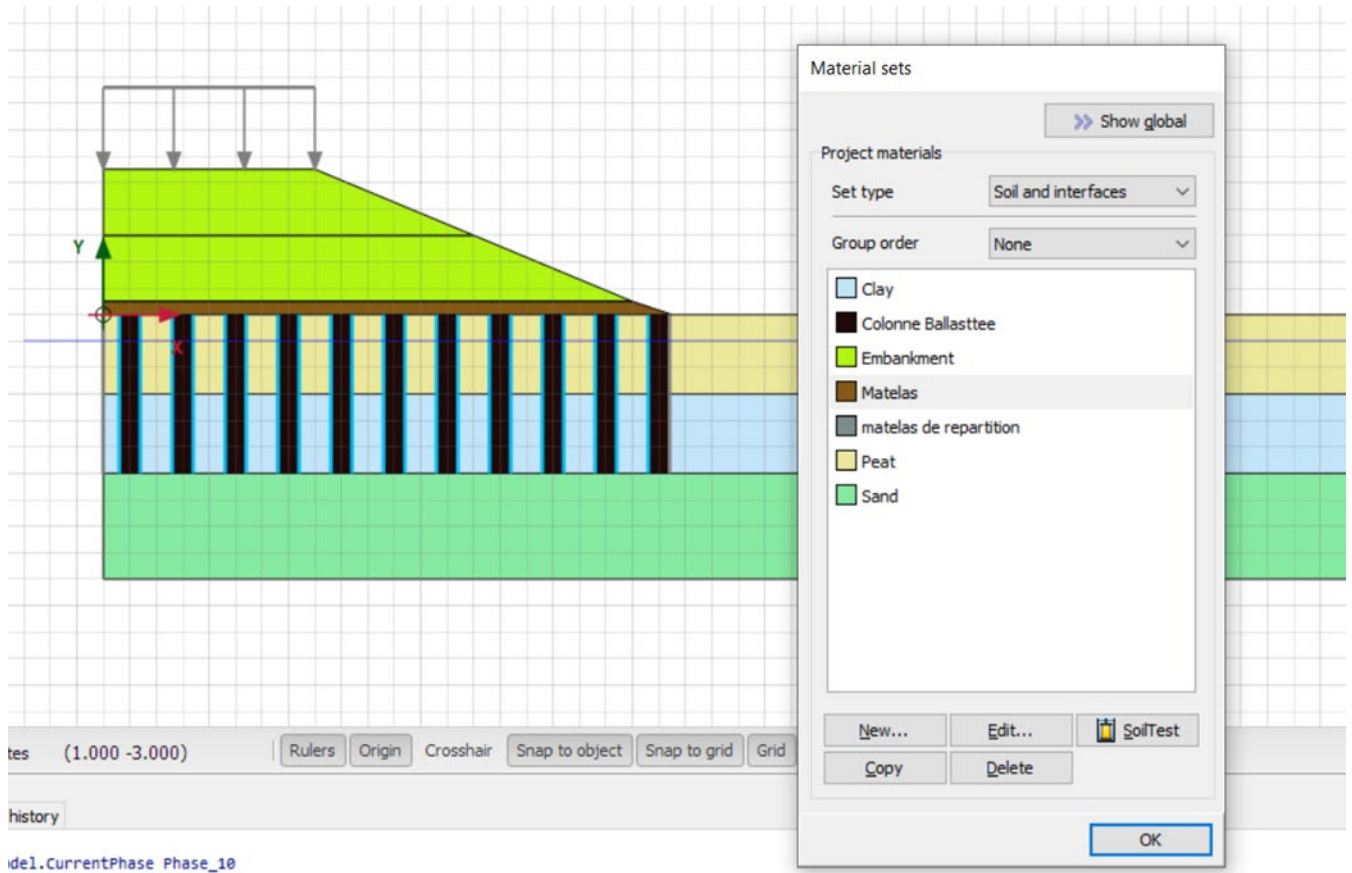 Material sets
Show global
Project materials
Set type Soil and interfaces
Group order None
Clay
Colonne Ballasttee
Embankment
Matelas
matelas de repartition
Peat
Sand
New... Edit... SoilTest
Copy Delete
OK
Y
X
tes (1.000 -3.000) Rulers Origin Crosshair Snap to object Snap to grid Grid
history
del.CurrentPhase Phase_10